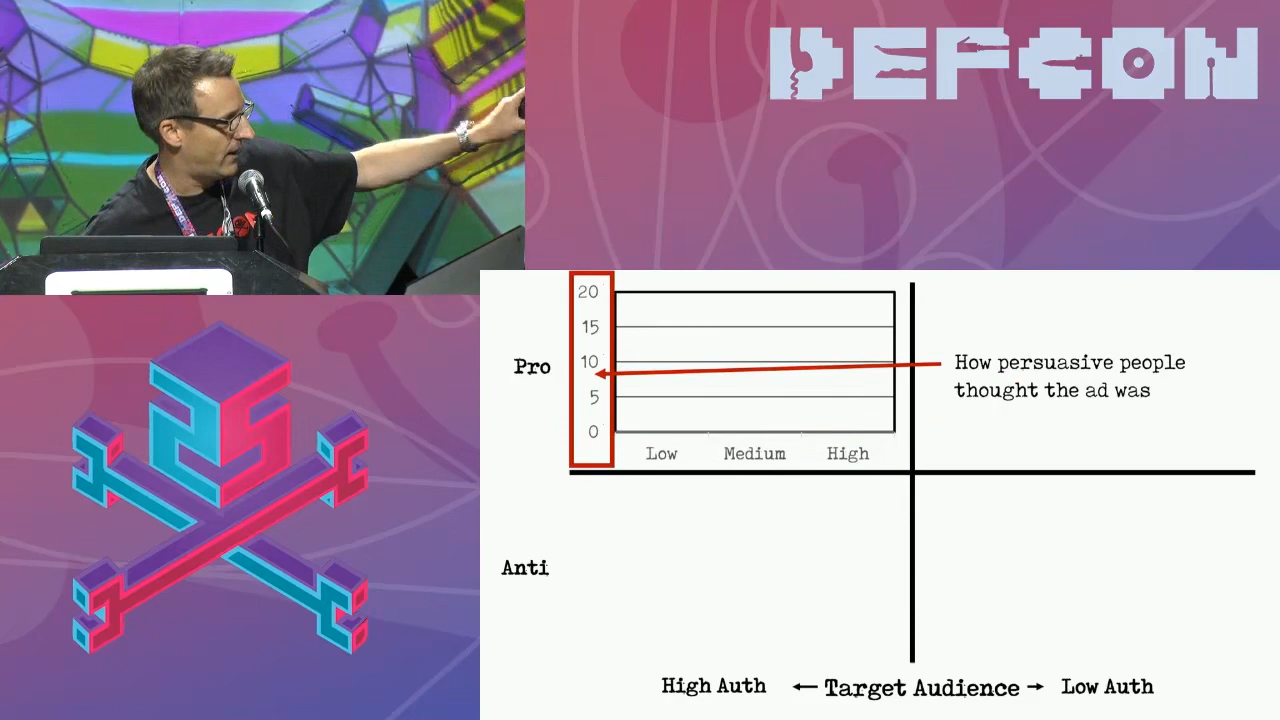 DEFCON
20
15
10
5
0
Pro
Low Medium High
How persuasive people
thought the ad was
Anti
High Auth ← Target Audience → Low Auth